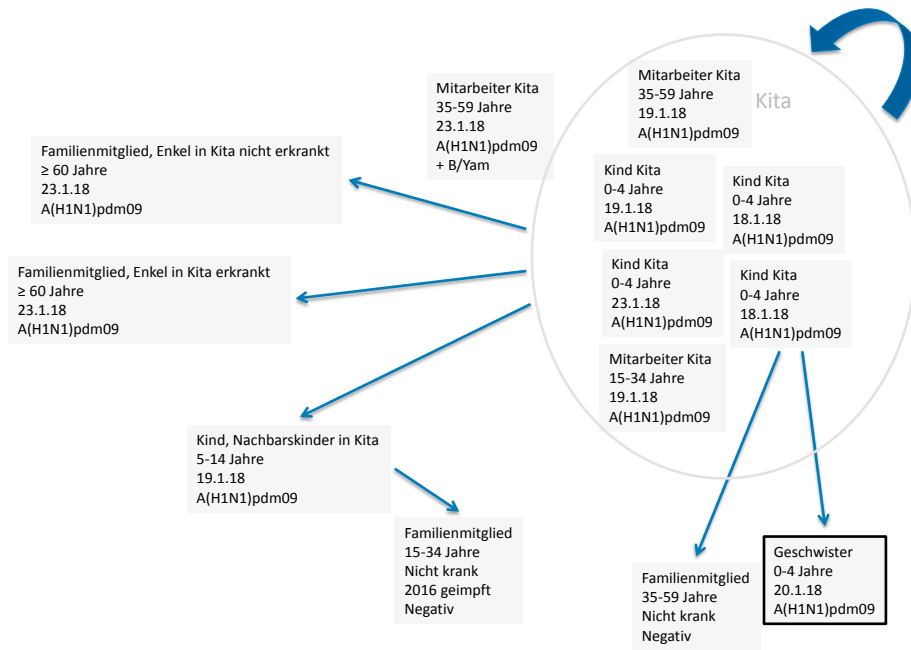 Mitarbeiter Kita
35-59 Jahre
19.1.18
A(H1N1)pdm09
Kita
Mitarbeiter Kita
35-59 Jahre
23.1.18
A(H1N1)pdm09
+ B/Yam
Familienmitglied, Enkel in Kita nicht erkrankt
≥ 60 Jahre
23.1.18
A(H1N1)pdm09
Kind Kita
0-4 Jahre
19.1.18
A(H1N1)pdm09
Kind Kita
0-4 Jahre
18.1.18
A(H1N1)pdm09
Familienmitglied, Enkel in Kita erkrankt
≥ 60 Jahre
23.1.18
A(H1N1)pdm09
Kind Kita
0-4 Jahre
23.1.18
A(H1N1)pdm09
Kind Kita
0-4 Jahre
18.1.18
A(H1N1)pdm09
Mitarbeiter Kita
15-34 Jahre
19.1.18
A(H1N1)pdm09
Kind, Nachbarskinder in Kita
5-14 Jahre
19.1.18
A(H1N1)pdm09
Familienmitglied
15-34 Jahre
Nicht krank
2016 geimpft
Negativ
Familienmitglied
35-59 Jahre
Nicht krank
Negativ
Geschwister
0-4 Jahre
20.1.18
A(H1N1)pdm09